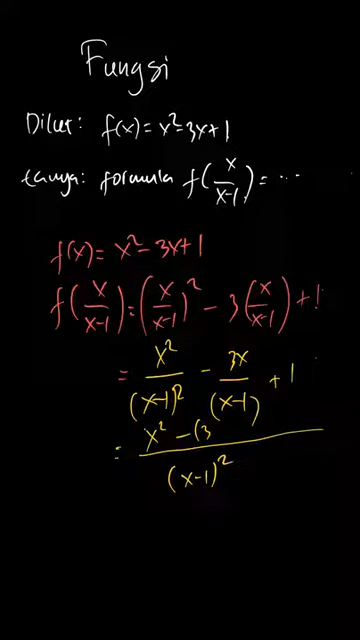 Fungsi
Diket: f(x) = x² - 3x + 1
tanya: formula f(x/(x-1)) = ...
f(x) = x² - 3x + 1
f(x/(x-1)) = (x/(x-1))² - 3(x/(x-1)) + 1
= x²/(x-1)² - 3x/(x-1) + 1
= x² - (3
(x-1)²